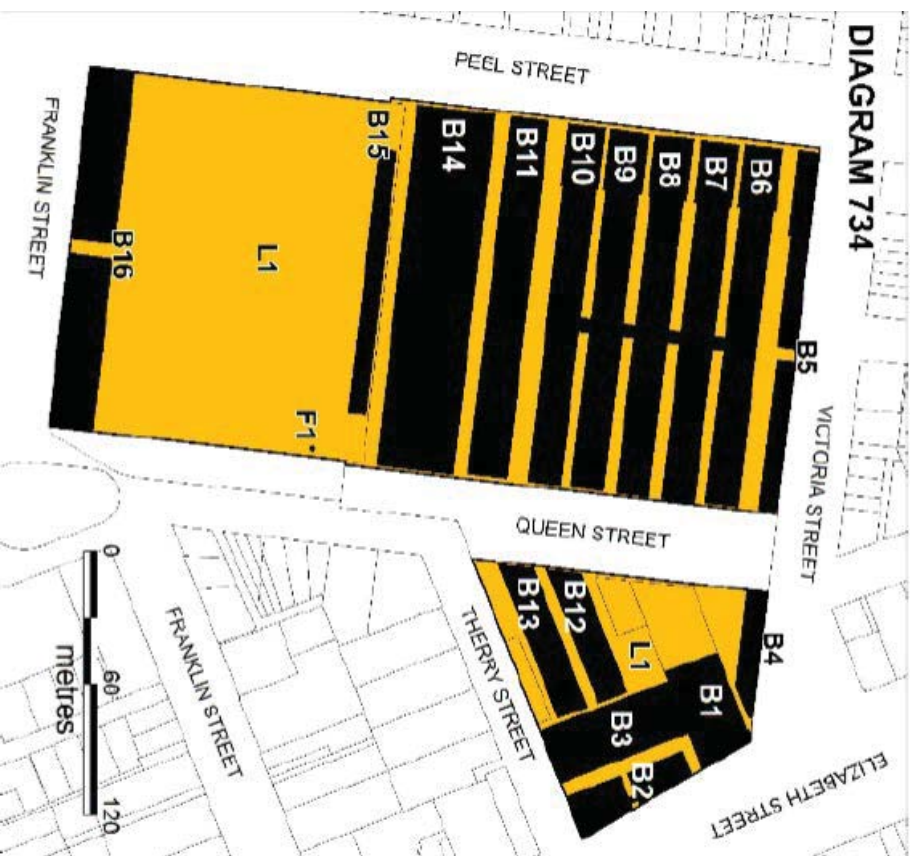 DIAGRAM 734
PEEL STREET
VICTORIA STREET
B5
B6
B7
B8
B9
B10
B11
B14
B15
L1
B16
F1
FRANKLIN STREET
QUEEN STREET
B4
B1
L1
B12
B13
B3
B2
THERRY STREET
ELIZABETH STREET
FRANKLIN STREET
0 60 120
metres